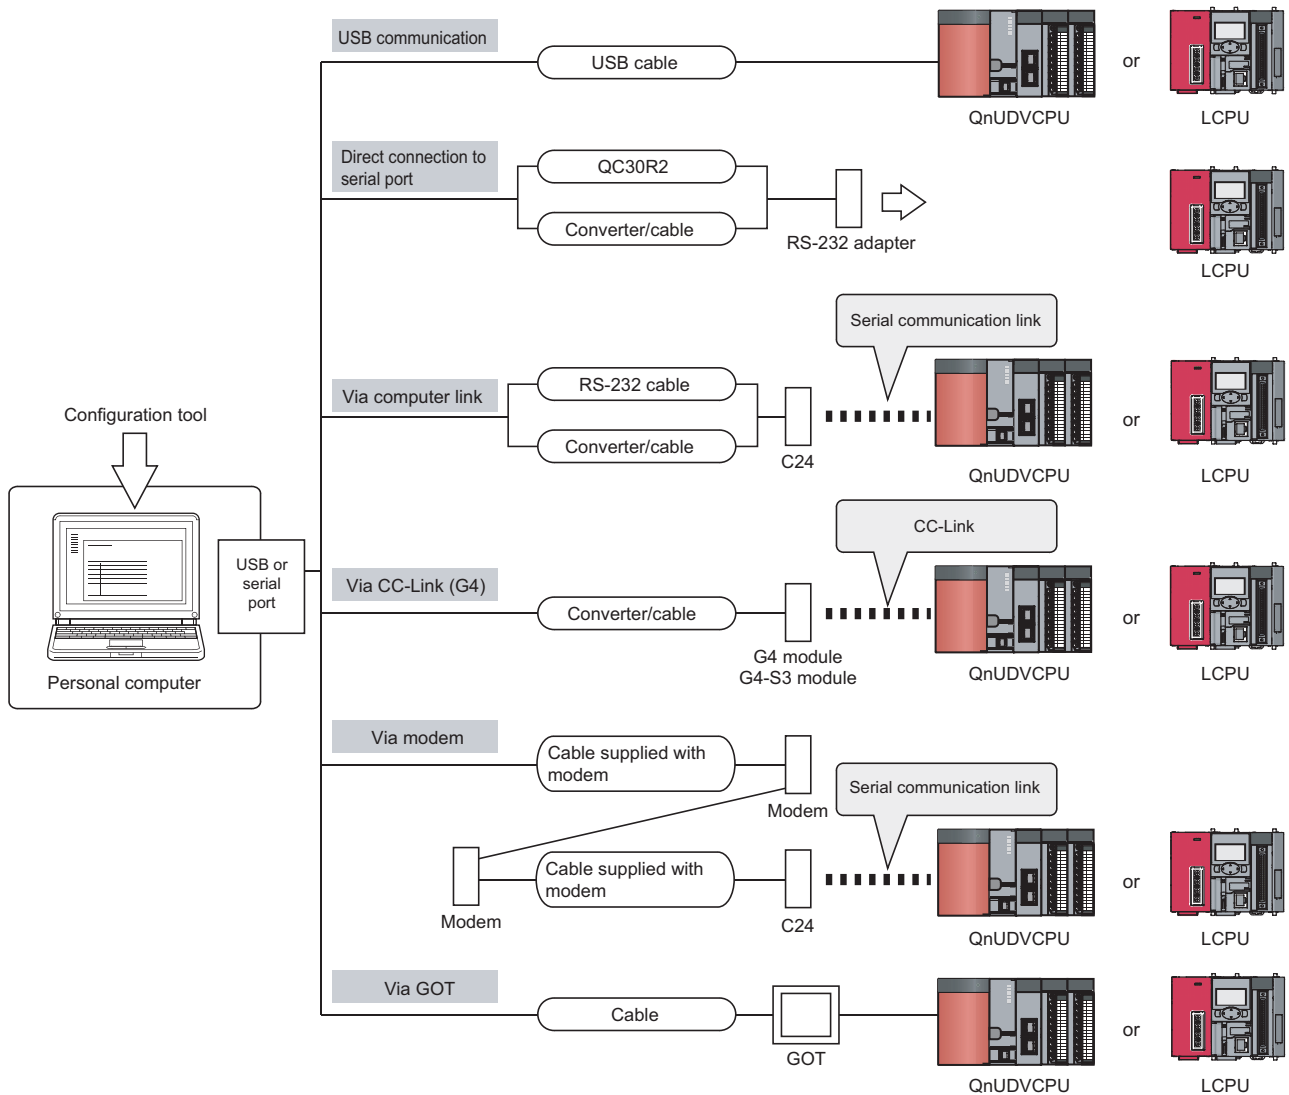 USB communication
USB cable
or
QnUDVCPU
LCPU
Direct connection to
serial port
QC30R2
Converter/cable
RS-232 adapter
LCPU
Serial communication link
Via computer link
RS-232 cable
Converter/cable
C24
or
QnUDVCPU
LCPU
Configuration tool
USB or
serial
port
Personal computer
CC-Link
Via CC-Link (G4)
Converter/cable
G4 module
G4-S3 module
or
QnUDVCPU
LCPU
Via modem
Cable supplied with
modem
Modem
Serial communication link
Modem
Cable supplied with
modem
C24
or
QnUDVCPU
LCPU
Via GOT
Cable
GOT
or
QnUDVCPU
LCPU